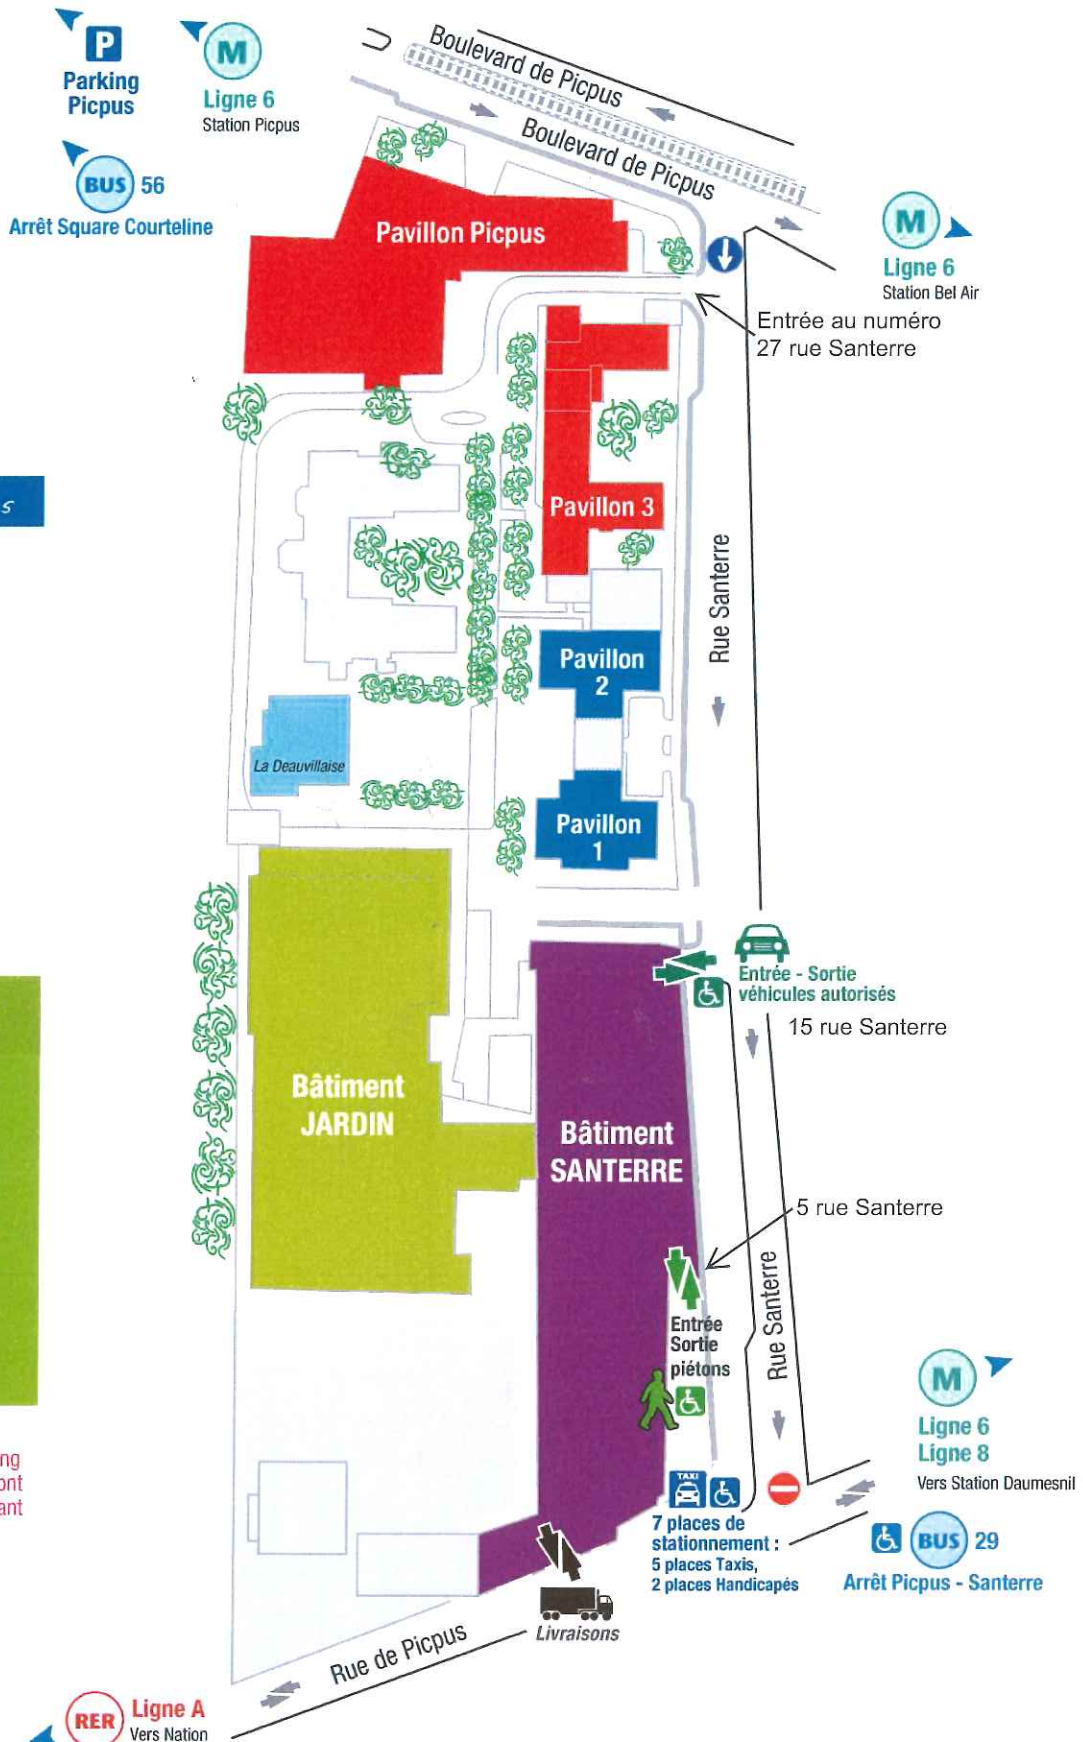 P
Parking
Picpus
M
Ligne 6
Station Picpus
BUS 56
Arrêt Square Courteline
Boulevard de Picpus
Boulevard de Picpus
M
Ligne 6
Station Bel Air
Entrée au numéro
27 rue Santerre
Pavillon Picpus
Pavillon 3
Rue Santerre
Pavillon
2
La Deauvillaise
Pavillon
1
Entrée - Sortie
véhicules autorisés
15 rue Santerre
Bâtiment
JARDIN
Bâtiment
SANTERRE
5 rue Santerre
Entrée
Sortie
piétons
Rue Santerre
M
Ligne 6
Ligne 8
Vers Station Daumesnil
BUS 29
Arrêt Picpus - Santerre
TAXI
7 places de
stationnement :
5 places Taxis,
2 places Handicapés
Livraisons
Rue de Picpus
RER
Ligne A
Vers Nation
s
ng
ont
ant